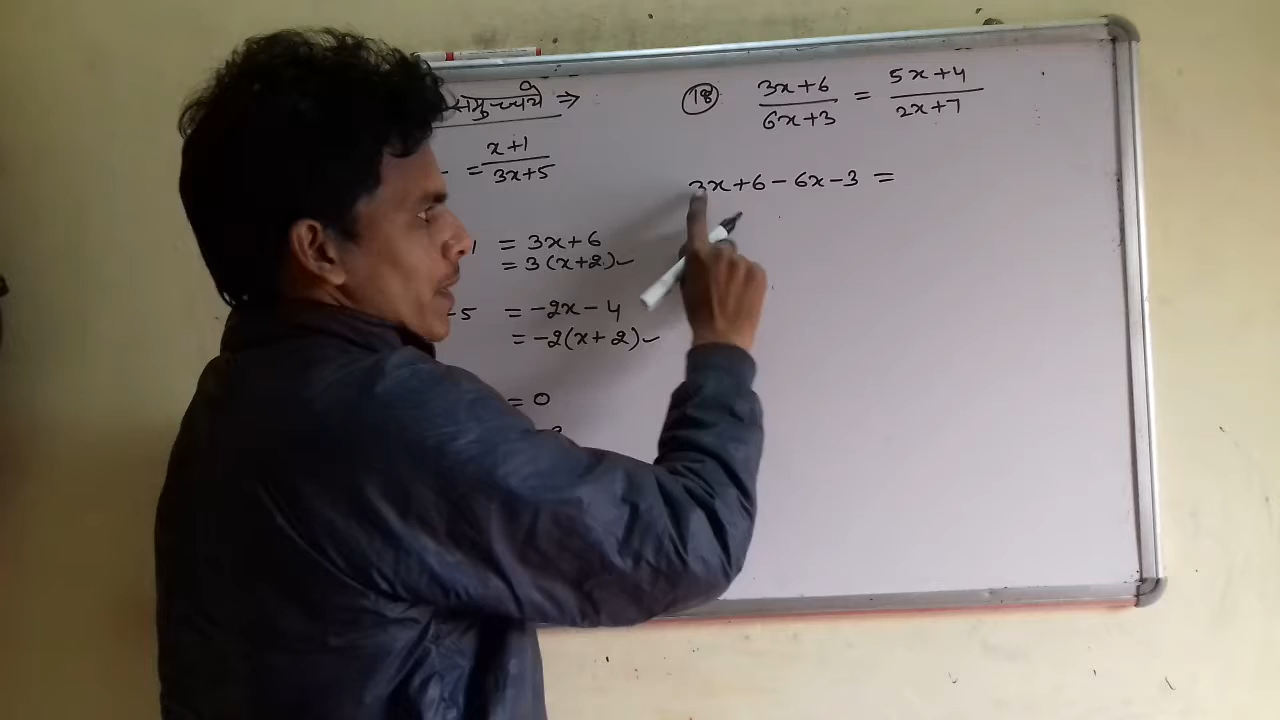 समुच्चये ⇒
= x+1 / 3x+5
1 = 3x+6
= 3(x+2)✓
-5 = -2x-4
= -2(x+2)✓
= 0
(18) 3x+6 / 6x+3 = 5x+4 / 2x+7
3x+6-6x-3 =